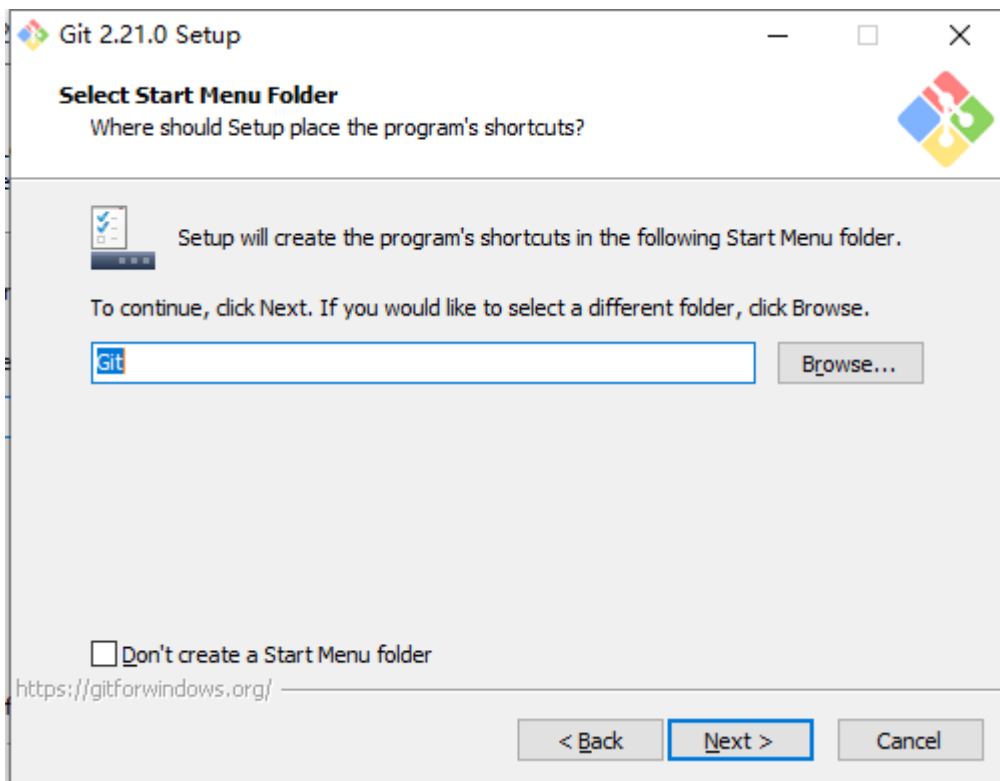 Git 2.21.0 Setup
Select Start Menu Folder
Where should Setup place the program's shortcuts?
Setup will create the program's shortcuts in the following Start Menu folder.
To continue, click Next. If you would like to select a different folder, click Browse.
Git
Browse...
Don't create a Start Menu folder
https://gitforwindows.org/
< Back
Next >
Cancel